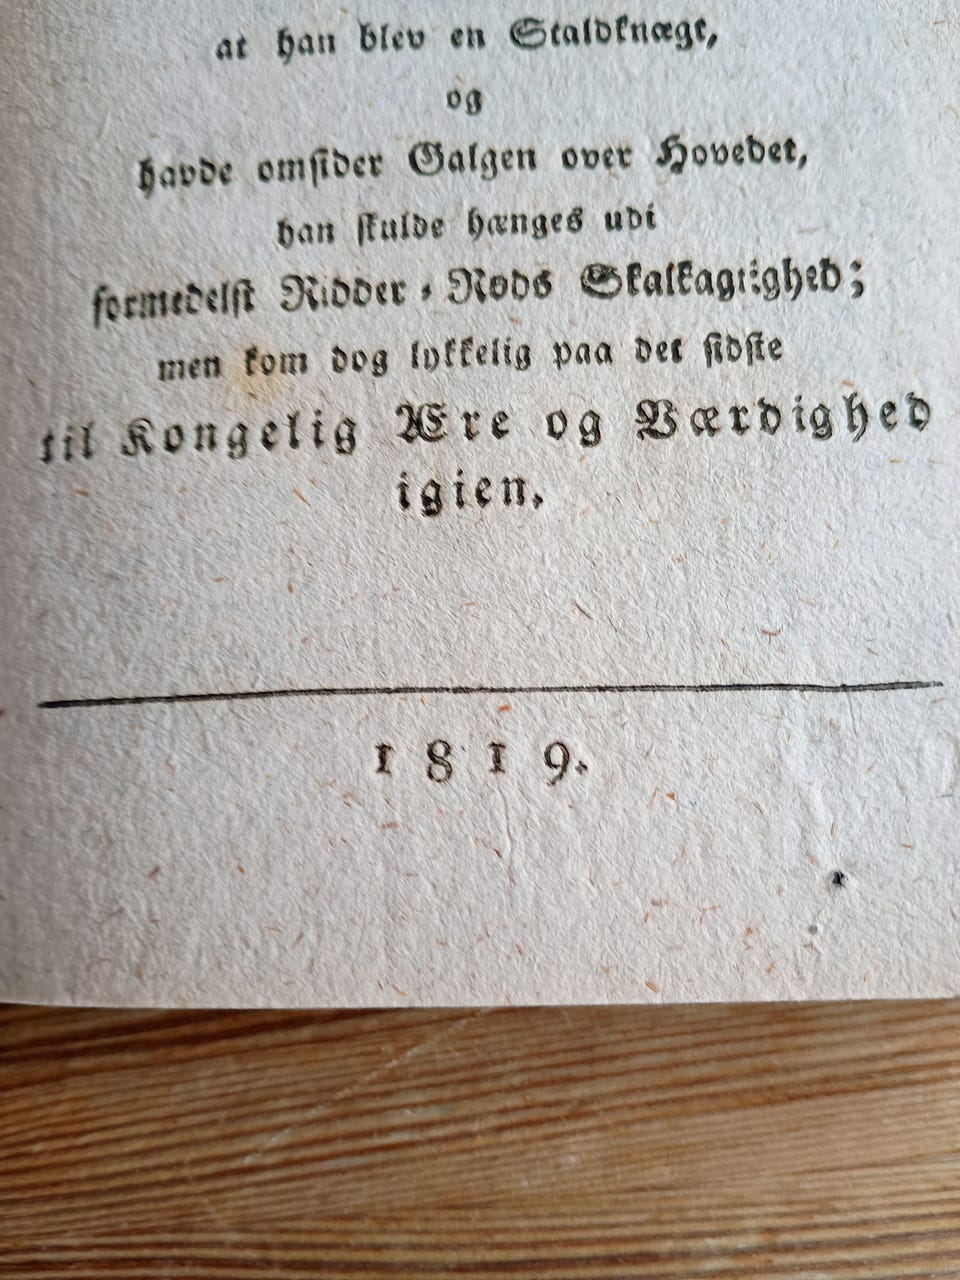 at han blev en Staldknægt,
og
havde omsider Galgen over Hovedet,
han skulde hænges udi
formedelst Ridder-Röds Skalkagtighed;
men kom dog lykkelig paa det sidste
til Kongelig Ære og Værdighed
igien.
1819.